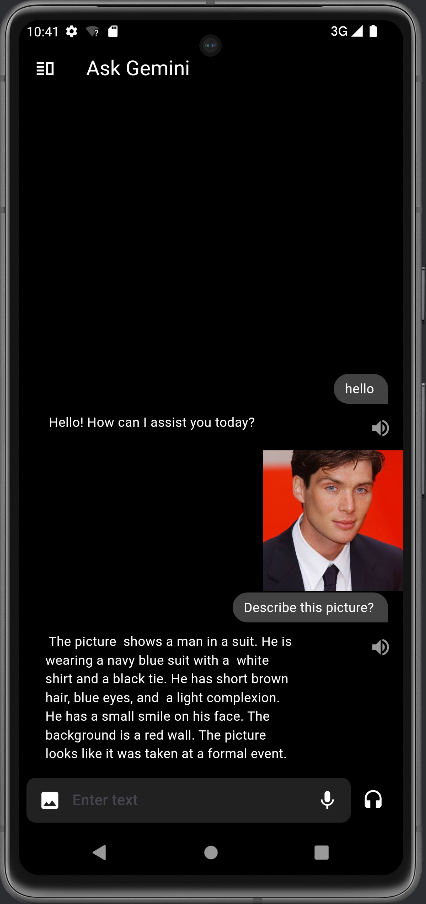 10:41
3G
Ask Gemini
hello
Hello! How can I assist you today?
Describe this picture?
The picture  shows a man in a suit. He is
wearing a navy blue suit with a  white
shirt and a black tie. He has short brown
hair, blue eyes, and  a light complexion.
He has a small smile on his face. The
background is a red wall. The picture
looks like it was taken at a formal event.
Enter text